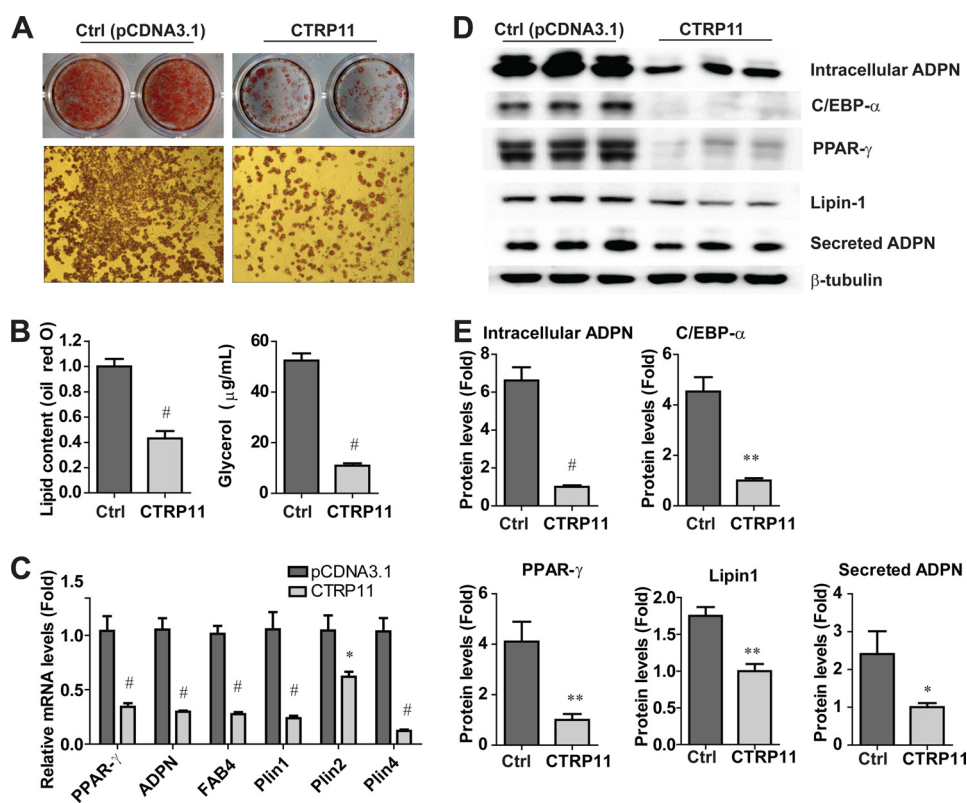 A
Ctrl (pCDNA3.1)
CTRP11
D
Ctrl (pCDNA3.1)
CTRP11
Intracellular ADPN
C/EBP-α
PPAR-γ
Lipin-1
Secreted ADPN
β-tubulin
B
Lipid content (oil red O)
1.2
1.0
0.8
0.6
0.4
0.2
0.0
#
Ctrl
CTRP11
Glycerol ( μg/mL)
60
40
20
0
#
Ctrl
CTRP11
C
Relative mRNA levels (Fold)
1.5
1.0
0.5
0.0
pCDNA3.1
CTRP11
#
#
#
#
*
#
PPAR-γ
ADPN
FAB4
Plin1
Plin2
Plin4
E
Intracellular ADPN
Protein levels (Fold)
8
6
4
2
0
#
Ctrl
CTRP11
C/EBP-α
Protein levels (Fold)
6
4
2
0
**
Ctrl
CTRP11
PPAR-γ
Protein levels (Fold)
6
4
2
0
**
Ctrl
CTRP11
Lipin1
Protein levels (Fold)
2.0
1.5
1.0
0.5
0.0
**
Ctrl
CTRP11
Secreted ADPN
Protein levels (Fold)
4
3
2
1
0
*
Ctrl
CTRP11